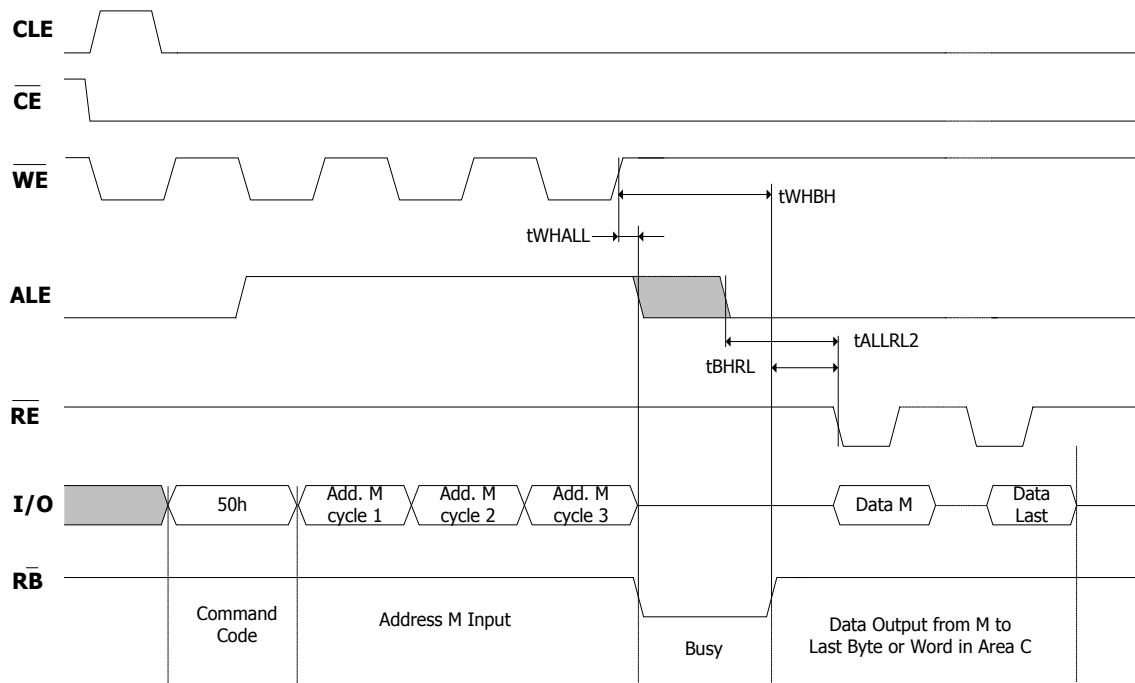 CLE
CE
WE
tWHBH
tWHALL
ALE
tALLRL2
tBHRL
RE
I/O
50h
Add. M
cycle 1
Add. M
cycle 2
Add. M
cycle 3
Data M
Data
Last
RB
Command
Code
Address M Input
Busy
Data Output from M to
Last Byte or Word in Area C